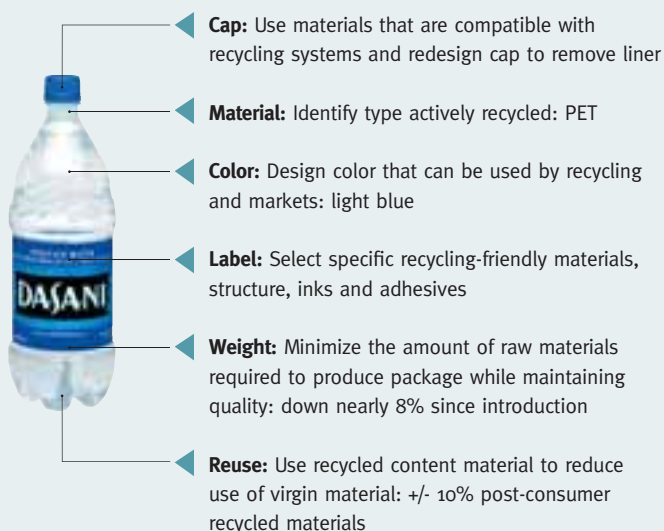 Cap: Use materials that are compatible with
recycling systems and redesign cap to remove liner
Material: Identify type actively recycled: PET
Color: Design color that can be used by recycling
and markets: light blue
Label: Select specific recycling-friendly materials,
structure, inks and adhesives
DASANI
Weight: Minimize the amount of raw materials
required to produce package while maintaining
quality: down nearly 8% since introduction
Reuse: Use recycled content material to reduce
use of virgin material: +/- 10% post-consumer
recycled materials